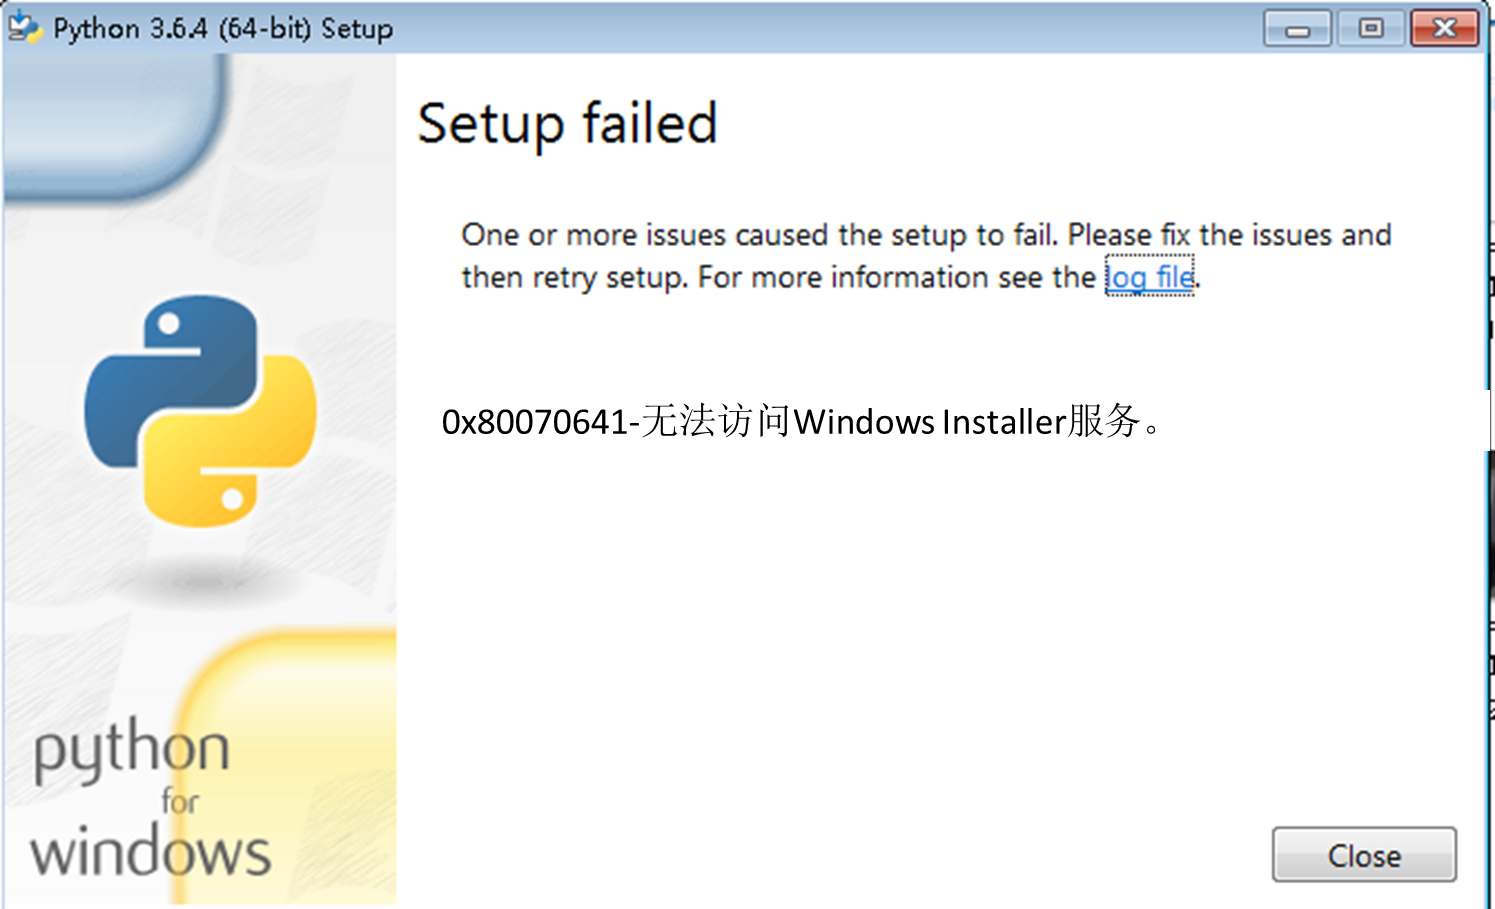 Python 3.6.4 (64-bit) Setup
Setup failed
One or more issues caused the setup to fail. Please fix the issues and
then retry setup. For more information see the log file.
0x80070641-无法访问Windows Installer服务。
python
for
windows
Close